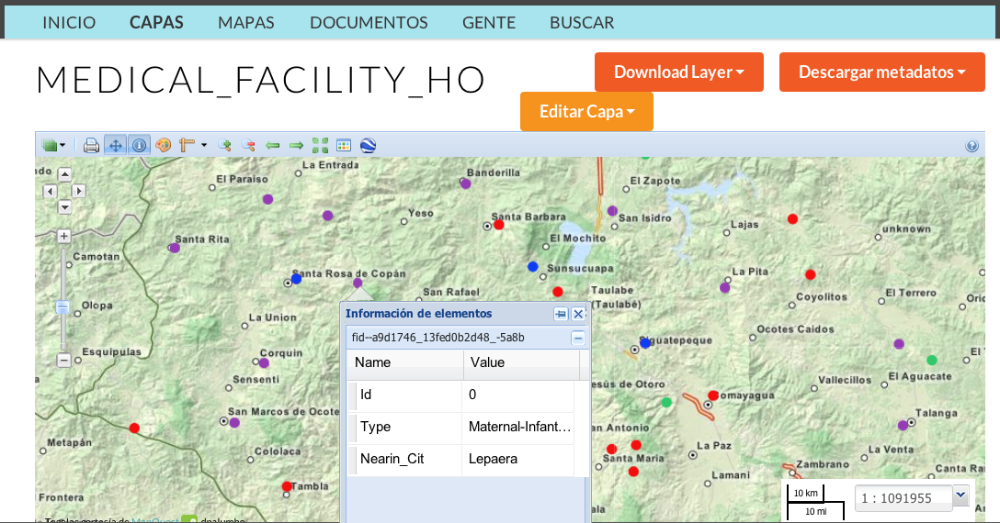 INICIO CAPAS MAPAS DOCUMENTOS GENTE BUSCAR
MEDICAL_FACILITY_HO
Download Layer
Descargar metadatos
Editar Capa
do
La Entrada
Banderilla
El Paraiso
El Zapote
Yeso
Santa Barbara
San Isidro
Lajas
unknown
Santa Rita
El Mochito
Camotan
Santa Rosa de Copán
Sunsucuapa
La Pita
San Rafael
Taulabe
(Taulabé)
Coyolitos
El Terrero
Olopa
La Union
Ocotes Caidos
Esquípulas
Corquin
Siguatepeque
Sensenti
esús de Otoro
Vallecillos
El Aguacate
Comayagua
San Marcos de Ocote
Talanga
an Antonio
Metapán
Cololaca
Santa Maria
La Paz
La Venta
Zambrano
Tambla
Lamani
Canta Ra
Frontera
ala
Información de elementos
fid--a9d1746_13fed0b2d48_-5a8b
Name Value
Id 0
Type Maternal-Infant...
Nearin_Cit Lepaera
10 km
10 mi
1 : 1091955
MapQuest